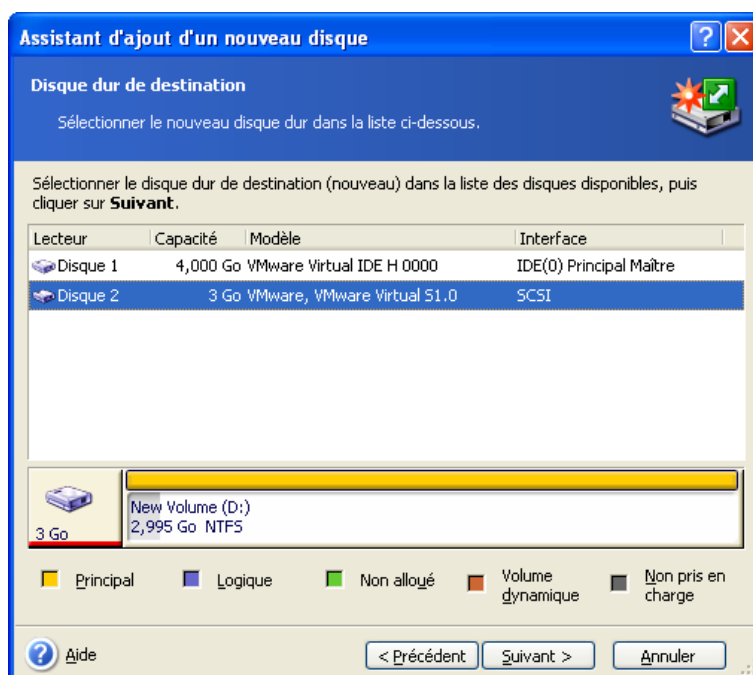 Assistant d'ajout d'un nouveau disque
Disque dur de destination
Sélectionner le nouveau disque dur dans la liste ci-dessous.
Sélectionner le disque dur de destination (nouveau) dans la liste des disques disponibles, puis
cliquer sur Suivant.
Lecteur Capacité Modèle Interface
Disque 1 4,000 Go VMware Virtual IDE H 0000 IDE(0) Principal Maître
Disque 2 3 Go VMware, VMware Virtual S1.0 SCSI
New Volume (D:)
3 Go 2,995 Go NTFS
Principal Logique Non alloué Volume dynamique Non pris en charge
Aide < Précédent Suivant > Annuler